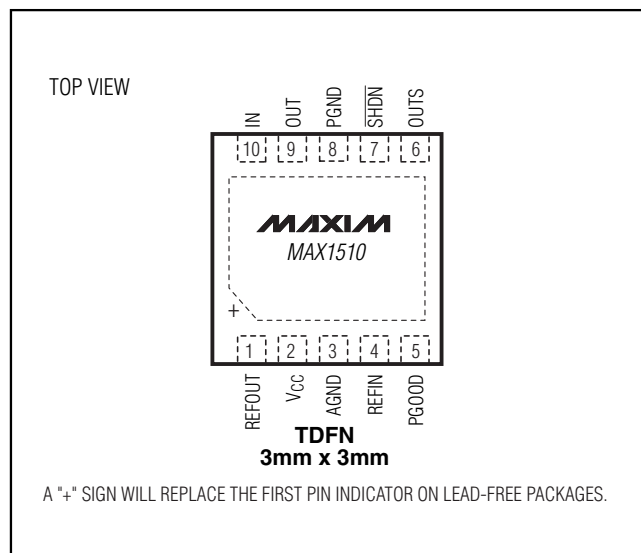 TOP VIEW
IN
OUT
PGND
SHDN
OUTS
10 9 8 7 6
MAXIM
MAX1510
+
1 2 3 4 5
REFOUT
VCC
AGND
REFIN
PGOOD
TDFN
3mm x 3mm
A "+" SIGN WILL REPLACE THE FIRST PIN INDICATOR ON LEAD-FREE PACKAGES.